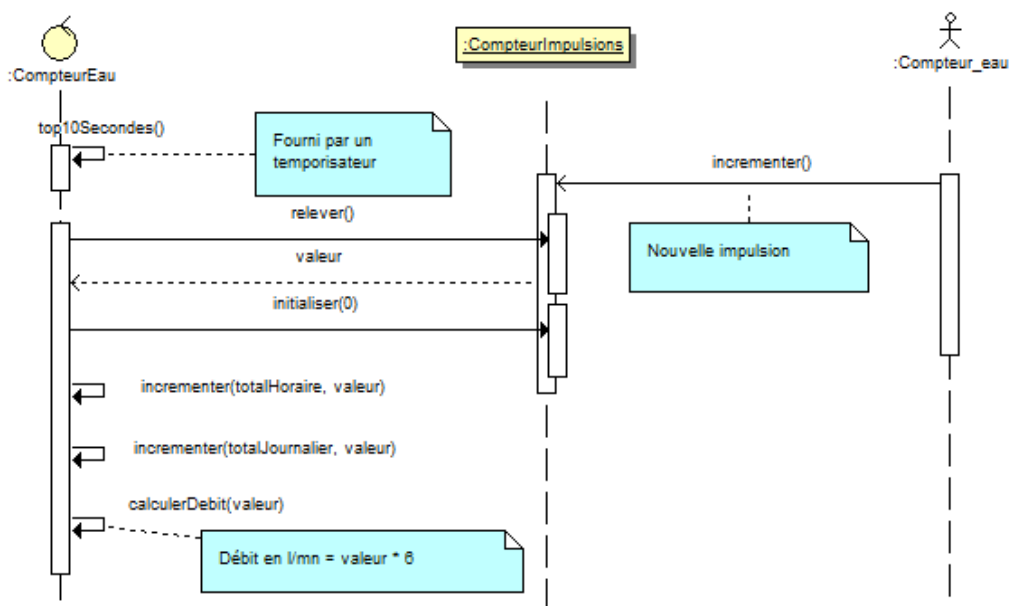 :CompteurEau
:CompteurImpulsions
:Compteur_eau
top10Secondes()
Fourni par un
temporisateur
incrementer()
relever()
Nouvelle impulsion
valeur
initialiser(0)
incrementer(totalHoraire, valeur)
incrementer(totalJournalier, valeur)
calculerDebit(valeur)
Débit en l/mn = valeur * 6